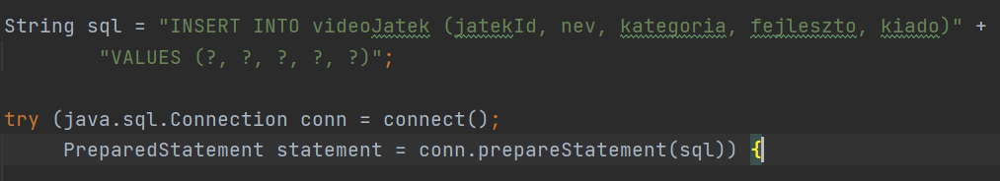 String sql = "INSERT INTO videoJatek (jatekId, nev, kategoria, fejleszto, kiado)" +
"VALUES (?, ?, ?, ?, ?)";
try (java.sql.Connection conn = connect();
PreparedStatement statement = conn.prepareStatement(sql)) {